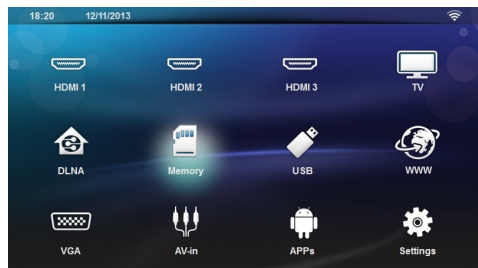 18:20 12/11/2013
HDMI 1 HDMI 2 HDMI 3 TV
DLNA Memory USB WWW
VGA AV-in APPs Settings